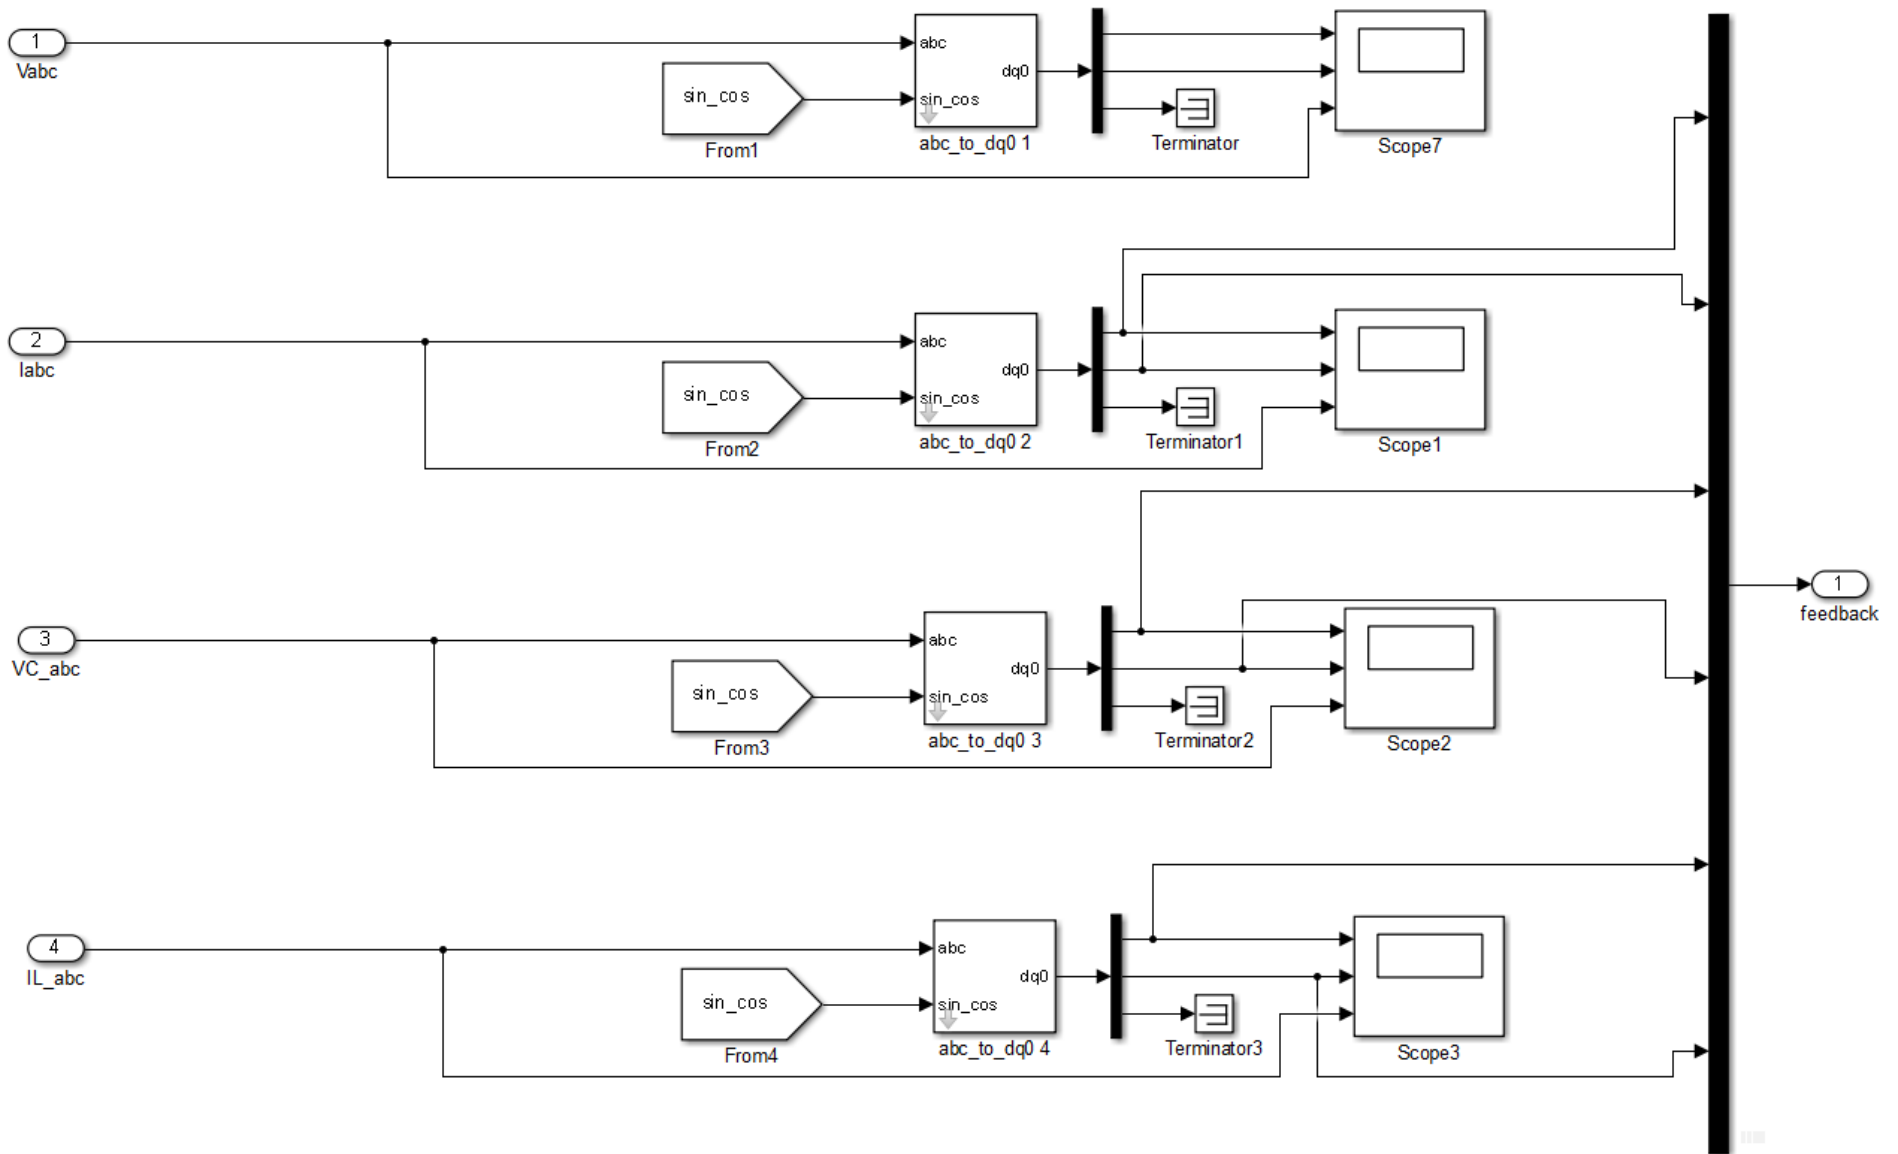 1
Vabc
sin_cos
From1
abc
sin_cos
dq0
abc_to_dq0 1
Terminator
Scope7
2
Iabc
sin_cos
From2
abc
sin_cos
dq0
abc_to_dq0 2
Terminator1
Scope1
3
VC_abc
sin_cos
From3
abc
sin_cos
dq0
abc_to_dq0 3
Terminator2
Scope2
1
feedback
4
IL_abc
sin_cos
From4
abc
sin_cos
dq0
abc_to_dq0 4
Terminator3
Scope3